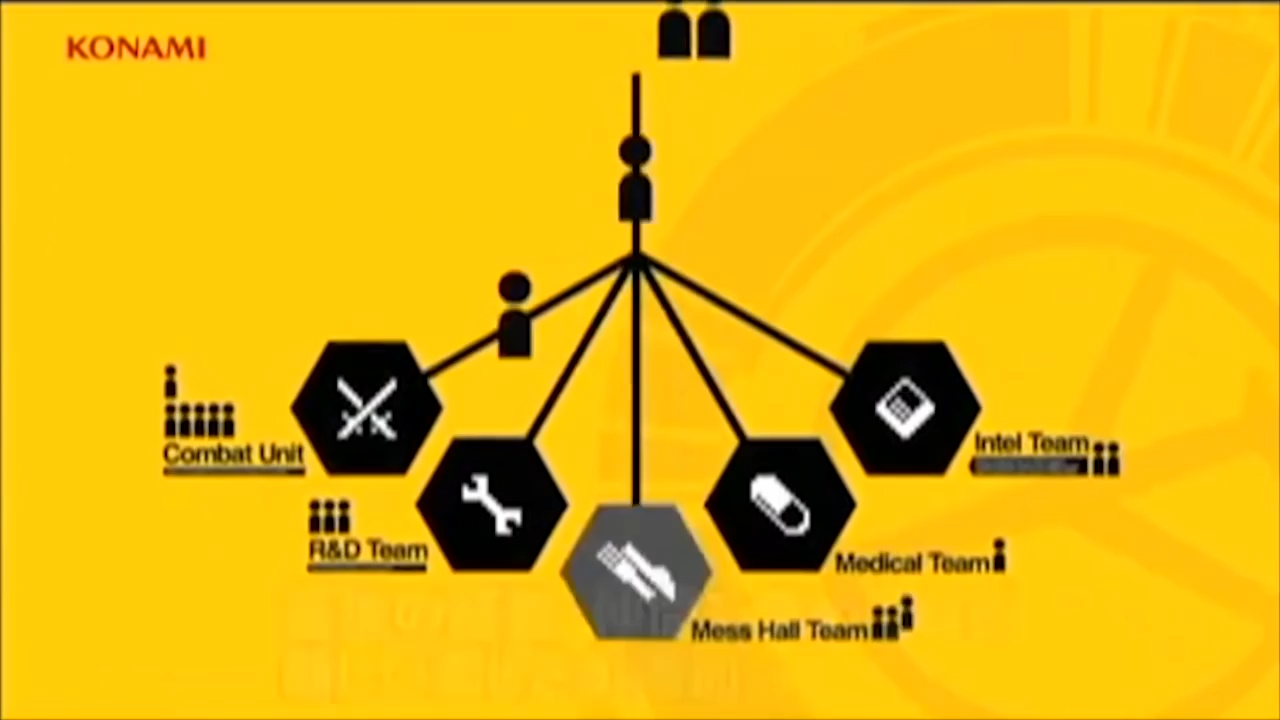 KONAMI
Combat Unit
Intel Team
R&D Team
Medical Team
Mess Hall Team